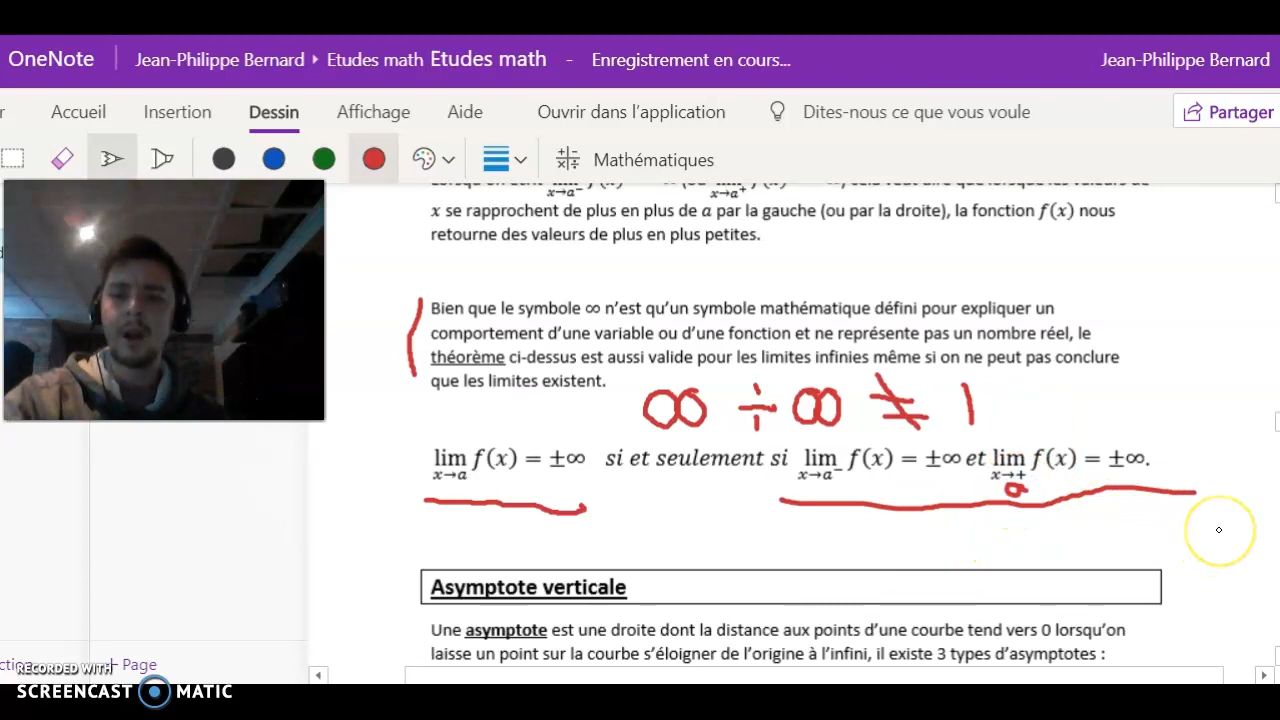 OneNote Jean-Philippe Bernard ▸ Etudes math Etudes math - Enregistrement en cours... Jean-Philippe Bernard
r Accueil Insertion Dessin Affichage Aide Ouvrir dans l'application Dites-nous ce que vous voulez Partager
Mathématiques
x→a⁻ x→a⁺
x se rapprochent de plus en plus de a par la gauche (ou par la droite), la fonction f(x) nous
retourne des valeurs de plus en plus petites.
Bien que le symbole ∞ n'est qu'un symbole mathématique défini pour expliquer un
comportement d'une variable ou d'une fonction et ne représente pas un nombre réel, le
théorème ci-dessus est aussi valide pour les limites infinies même si on ne peut pas conclure
que les limites existent.
∞ ÷ ∞ ≠ 1
lim x→a f(x) = ±∞ si et seulement si lim x→a⁻ f(x) = ±∞ et lim x→+ f(x) = ±∞.
a
Asymptote verticale
Une asymptote est une droite dont la distance aux points d'une courbe tend vers 0 lorsqu'on
laisse un point sur la courbe s'éloigner de l'origine à l'infini, il existe 3 types d'asymptotes :
+ Page
RECORDED WITH
SCREENCAST MATIC